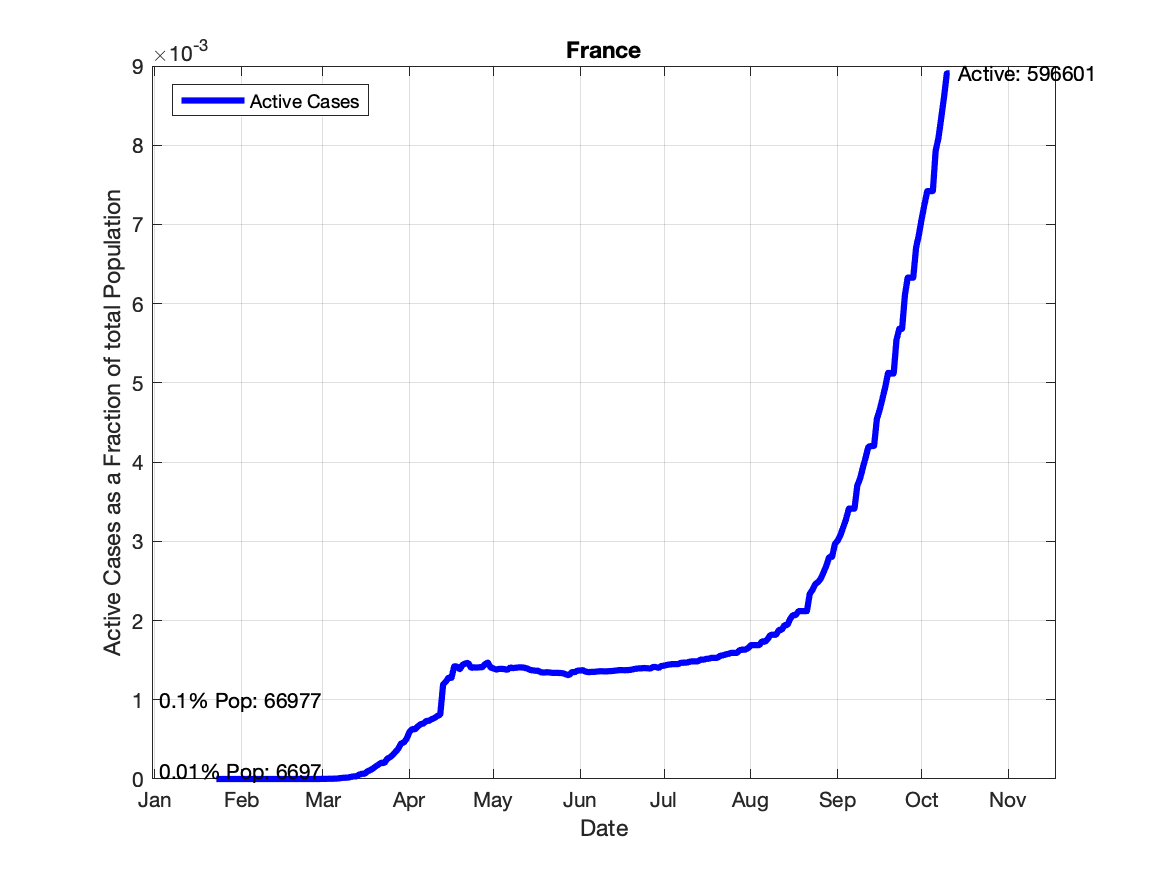 France
×10-3
Active Cases
Active: 596601
9
8
7
6
5
4
3
2
1
0
Active Cases as a Fraction of total Population
0.1% Pop: 66977
0.01% Pop: 6697
Jan Feb Mar Apr May Jun Jul Aug Sep Oct Nov
Date